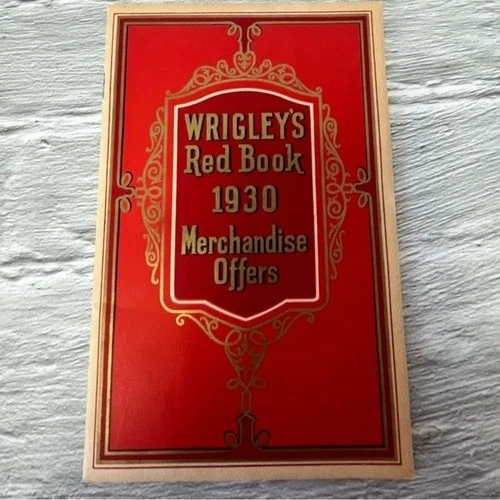 WRIGLEY'S
Red Book
1930
Merchandise
Offers